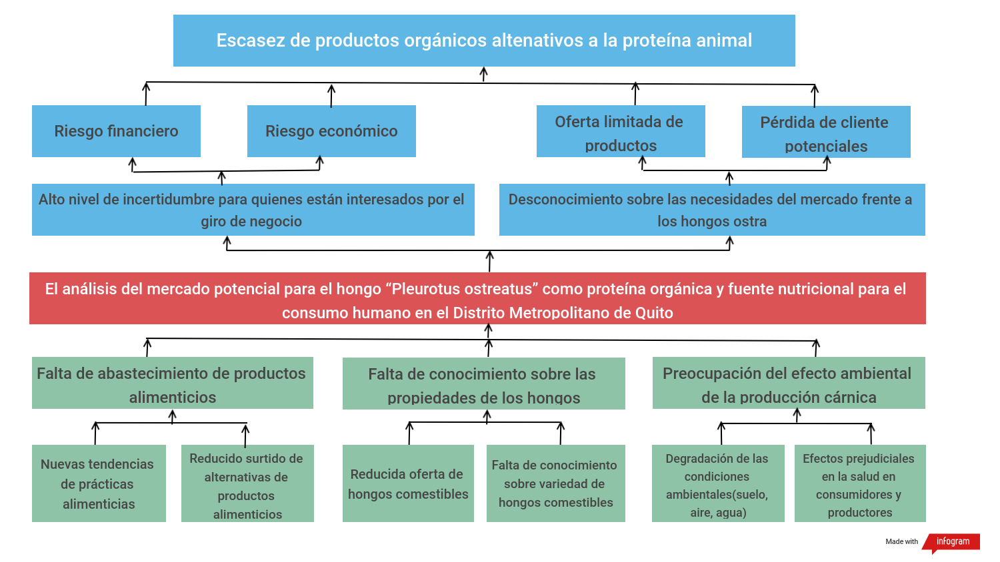 Escasez de productos orgánicos altenativos a la proteína animal
Riesgo financiero
Riesgo económico
Oferta limitada de
productos
Pérdida de cliente
potenciales
Alto nivel de incertidumbre para quienes están interesados por el
giro de negocio
Desconocimiento sobre las necesidades del mercado frente a
los hongos ostra
El análisis del mercado potencial para el hongo “Pleurotus ostreatus” como proteína orgánica y fuente nutricional para el
consumo humano en el Distrito Metropolitano de Quito
Falta de abastecimiento de productos
alimenticios
Falta de conocimiento sobre las
propiedades de los hongos
Preocupación del efecto ambiental
de la producción cárnica
Nuevas tendencias
de prácticas
alimenticias
Reducido surtido de
alternativas de
productos
alimenticios
Reducida oferta de
hongos comestibles
Falta de conocimiento
sobre variedad de
hongos comestibles
Degradación de las
condiciones
ambientales(suelo,
aire, agua)
Efectos prejudiciales
en la salud en
consumidores y
productores
Made with infogram